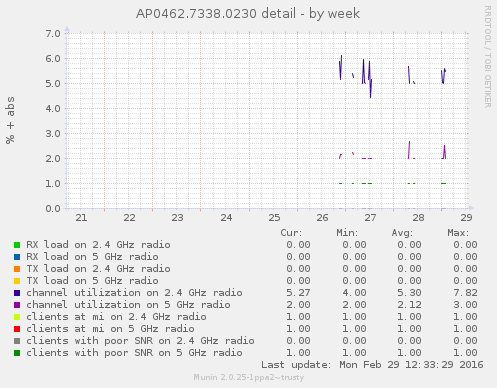 AP0462.7338.0230 detail - by week
RRDTOOL / TOBI OETIKER
% + abs
7.0
6.0
5.0
4.0
3.0
2.0
1.0
0.0
21 22 23 24 25 26 27 28 29
Cur: Min: Avg: Max:
RX load on 2.4 GHz radio 0.00 0.00 0.00 0.00
RX load on 5 GHz radio 0.00 0.00 0.00 0.00
TX load on 2.4 GHz radio 0.00 0.00 0.00 0.00
TX load on 5 GHz radio 0.00 0.00 0.00 0.00
channel utilization on 2.4 GHz radio 5.27 4.00 5.30 7.82
channel utilization on 5 GHz radio 2.00 2.00 2.12 3.00
clients at mi on 2.4 GHz radio 1.00 1.00 1.00 1.00
clients at mi on 5 GHz radio 1.00 1.00 1.00 1.00
clients with poor SNR on 2.4 GHz radio 0.00 0.00 0.00 0.00
clients with poor SNR on 5 GHz radio 1.00 1.00 1.00 1.00
Last update: Mon Feb 29 12:33:29 2016
Munin 2.0.25-1ppa2~trusty